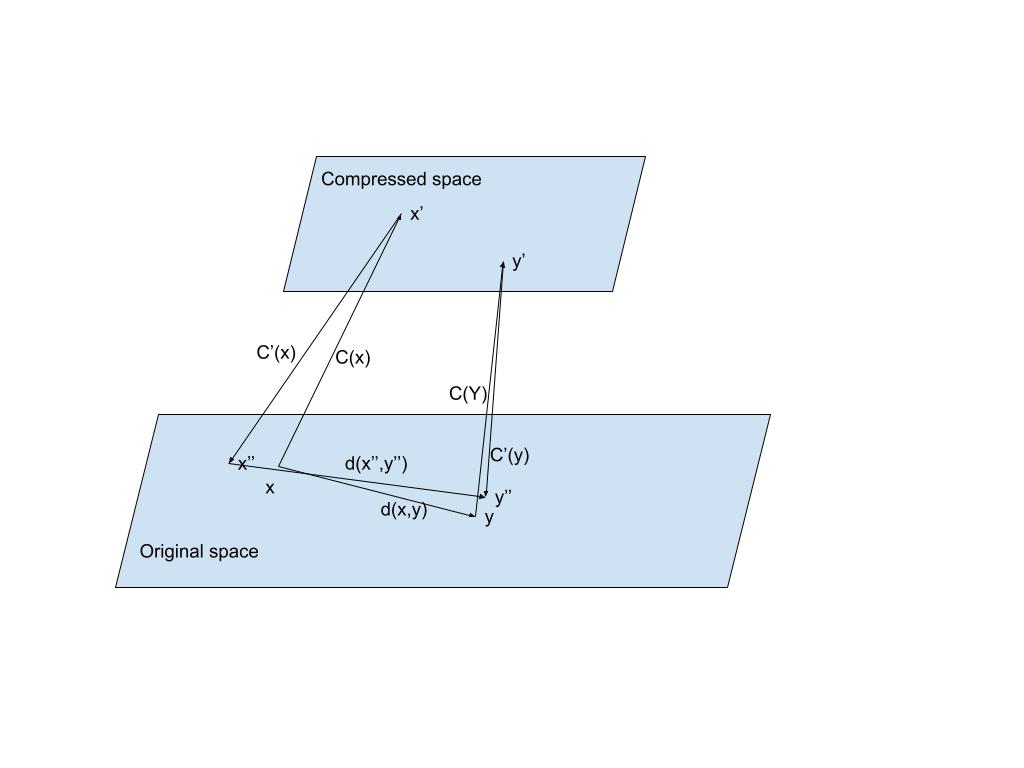 Compressed space
x’
y’
C’(x)
C(x)
C(Y)
C’(y)
x’’
d(x’’,y’’)
x
y’’
d(x,y)
y
Original space